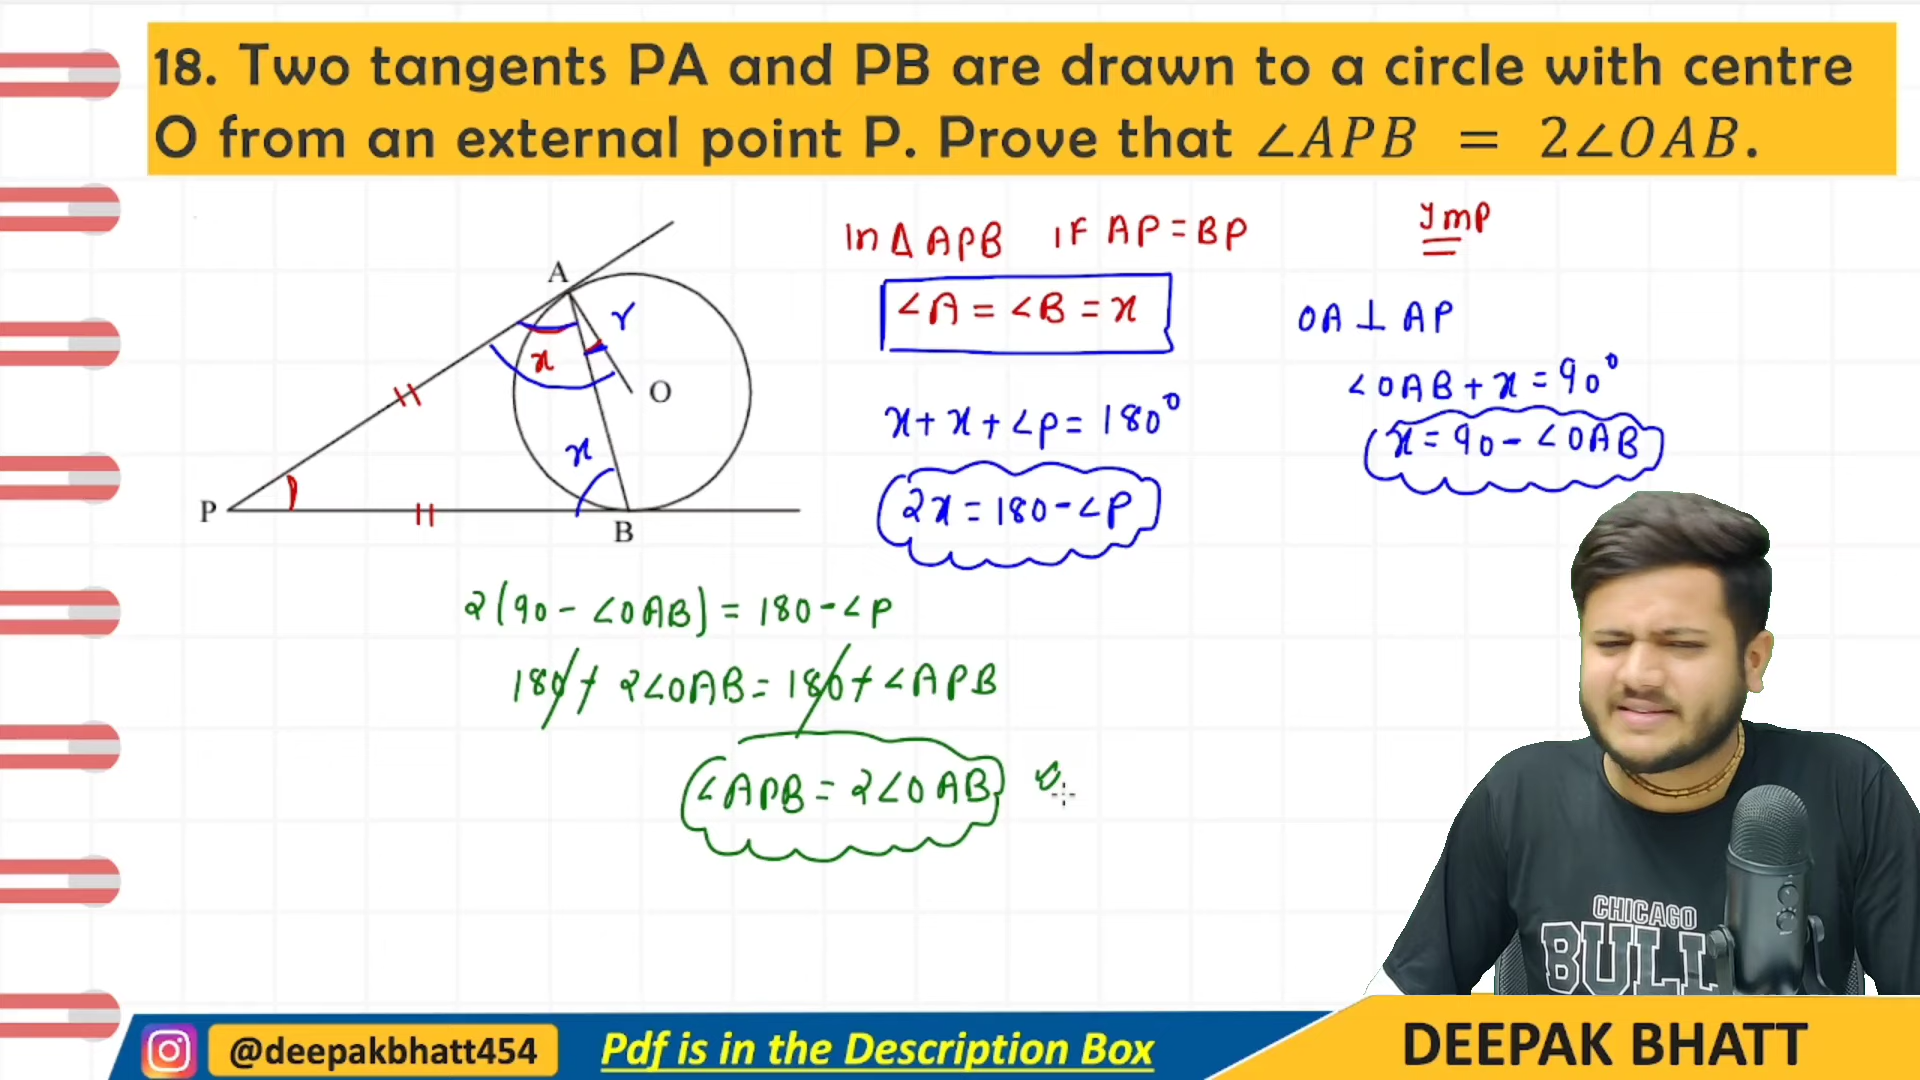 18. Two tangents PA and PB are drawn to a circle with centre
O from an external point P. Prove that ∠APB = 2∠OAB.
In Δ APB IF AP = BP
Imp
∠A = ∠B = x
OA ⊥ AP
A
r
x
O
∠OAB + x = 90°
x + x + ∠P = 180°
x = 90 - ∠OAB
x
2x = 180 - ∠P
P
B
2(90 - ∠OAB) = 180 - ∠P
180 - 2∠OAB = 180 - ∠APB
∠APB = 2∠OAB
CHICAGO
BULL
@deepakbhatt454
Pdf is in the Description Box
DEEPAK BHATT